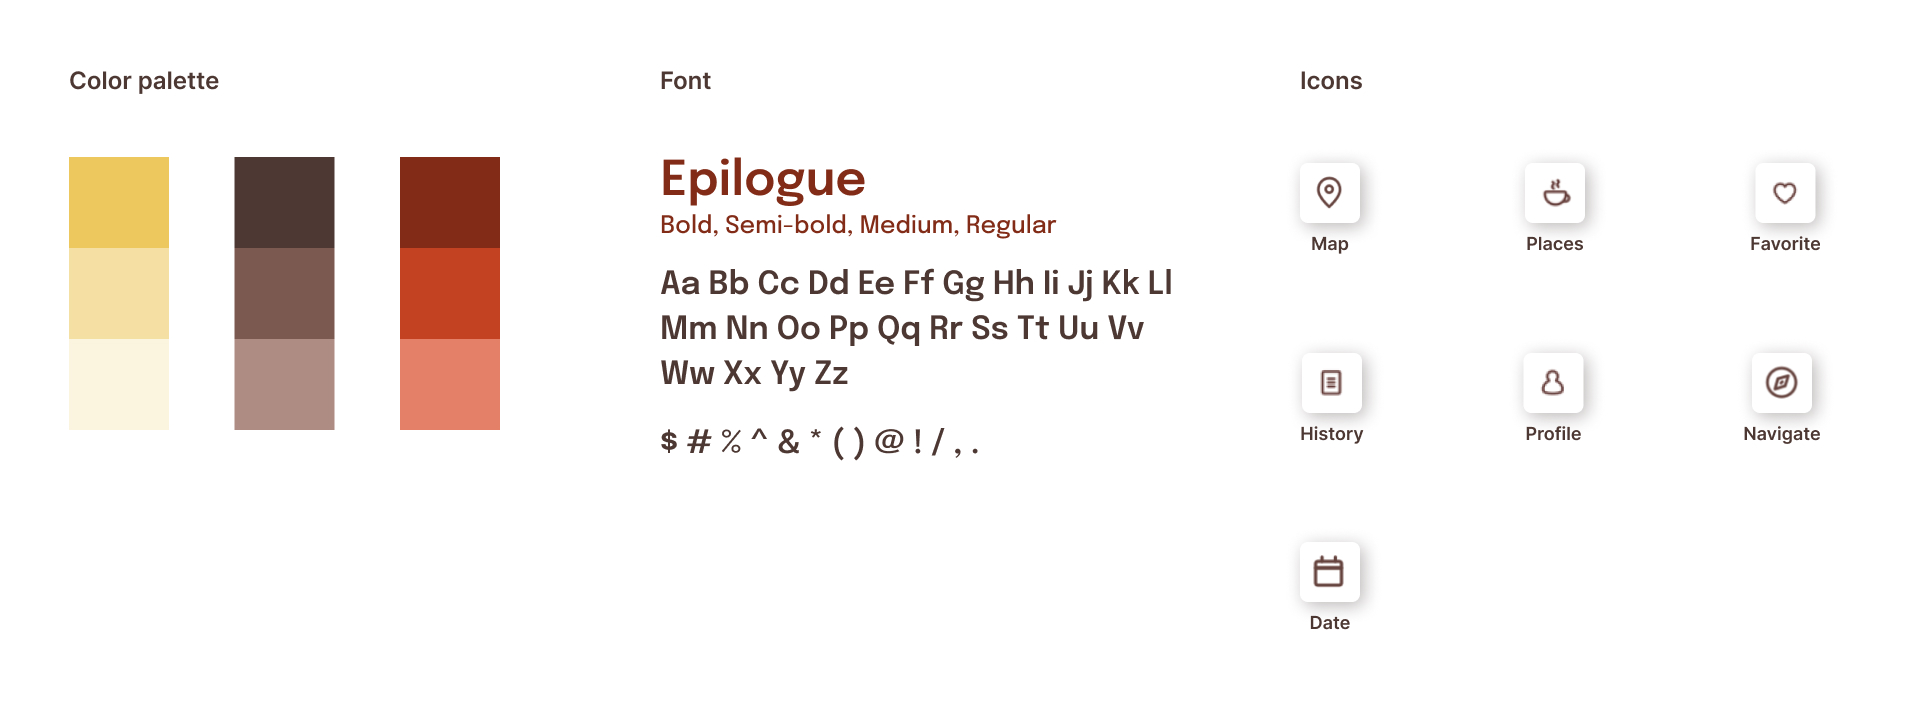 Color palette
Font
Epilogue
Bold, Semi-bold, Medium, Regular
Aa Bb Cc Dd Ee Ff Gg Hh Ii Jj Kk Ll
Mm Nn Oo Pp Qq Rr Ss Tt Uu Vv
Ww Xx Yy Zz
$ # % ^ & * ( ) @ ! / , .
Icons
Map
Places
Favorite
History
Profile
Navigate
Date